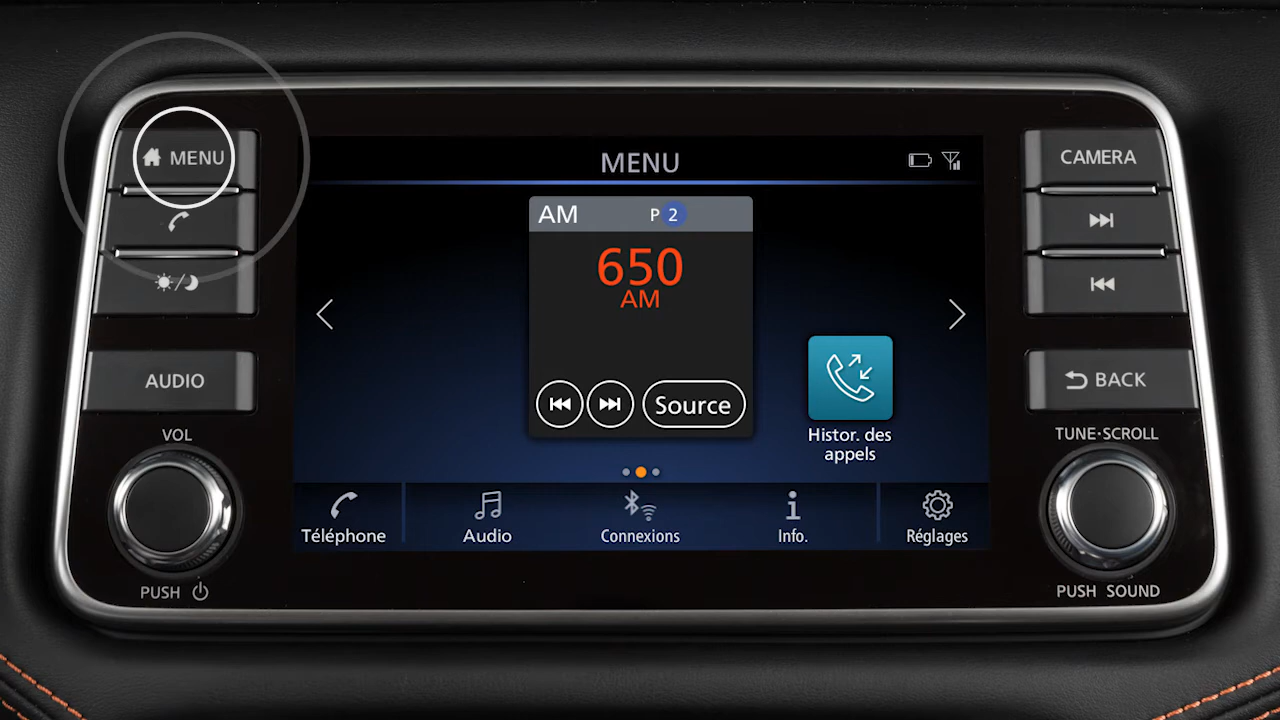 MENU
AUDIO
VOL
PUSH
MENU
AM P 2
650
AM
Source
Histor. des
appels
Téléphone
Audio
Connexions
Info.
Réglages
CAMERA
BACK
TUNE·SCROLL
PUSH SOUND